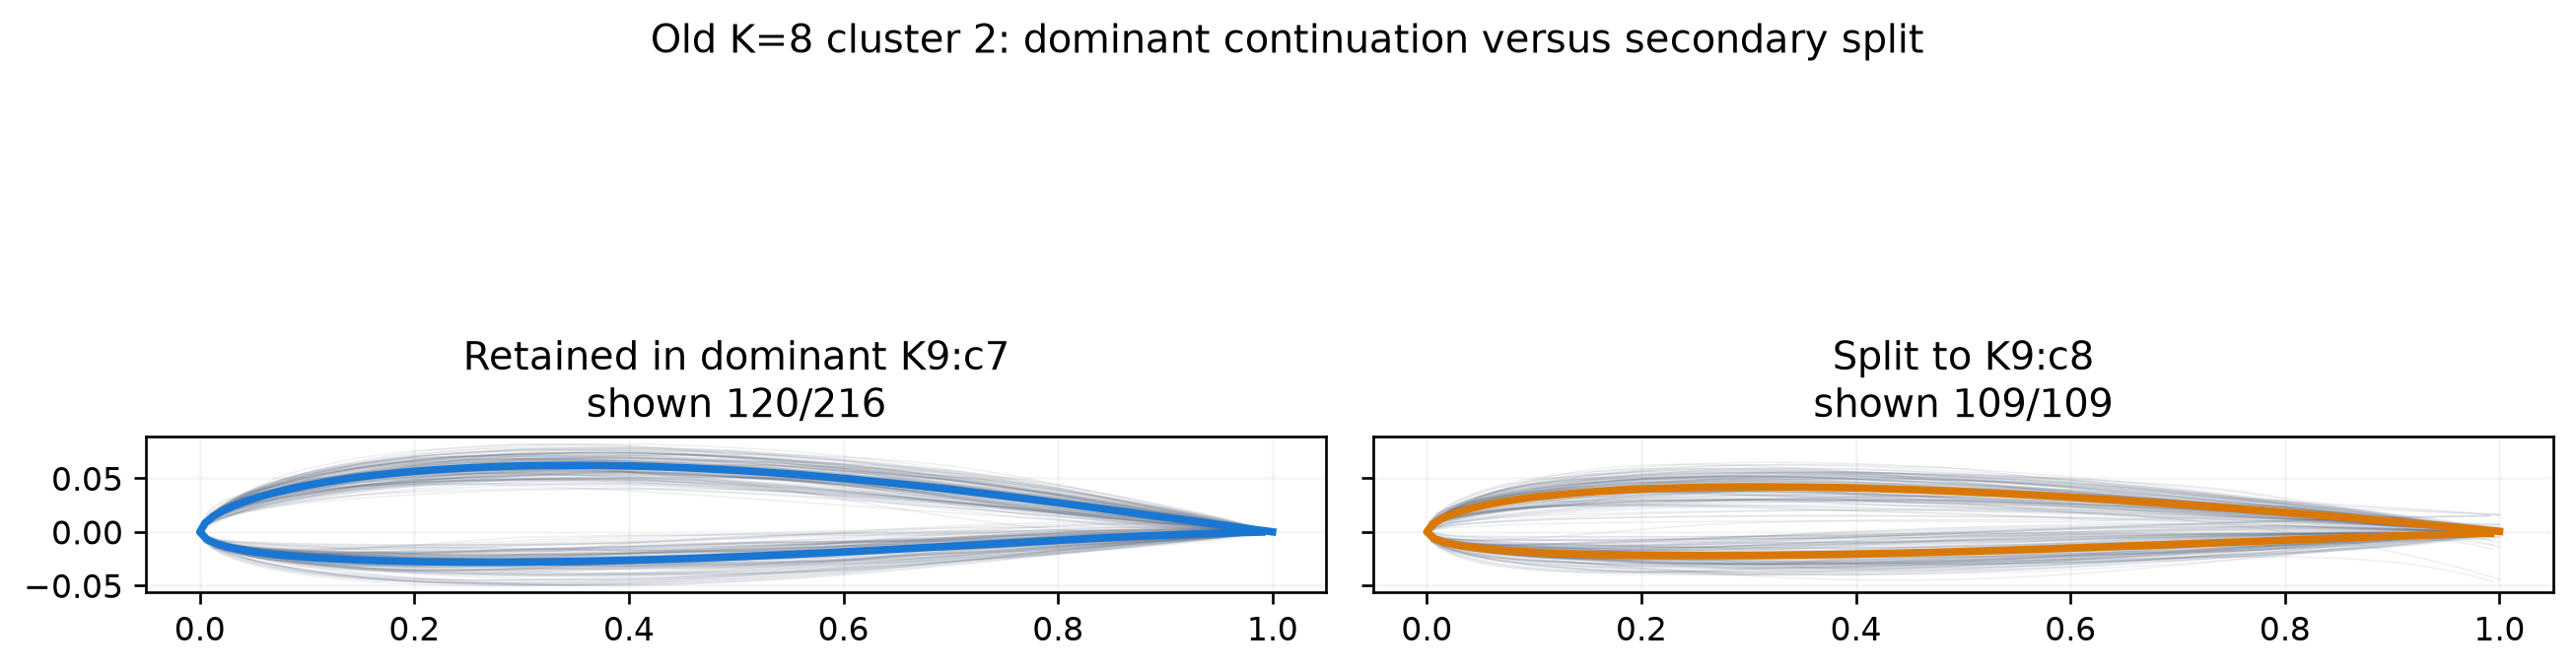 Old K=8 cluster 2: dominant continuation versus secondary split
Retained in dominant K9:c7
shown 120/216
Split to K9:c8
shown 109/109
0.05
0.00
−0.05
0.0 0.2 0.4 0.6 0.8 1.0
0.0 0.2 0.4 0.6 0.8 1.0